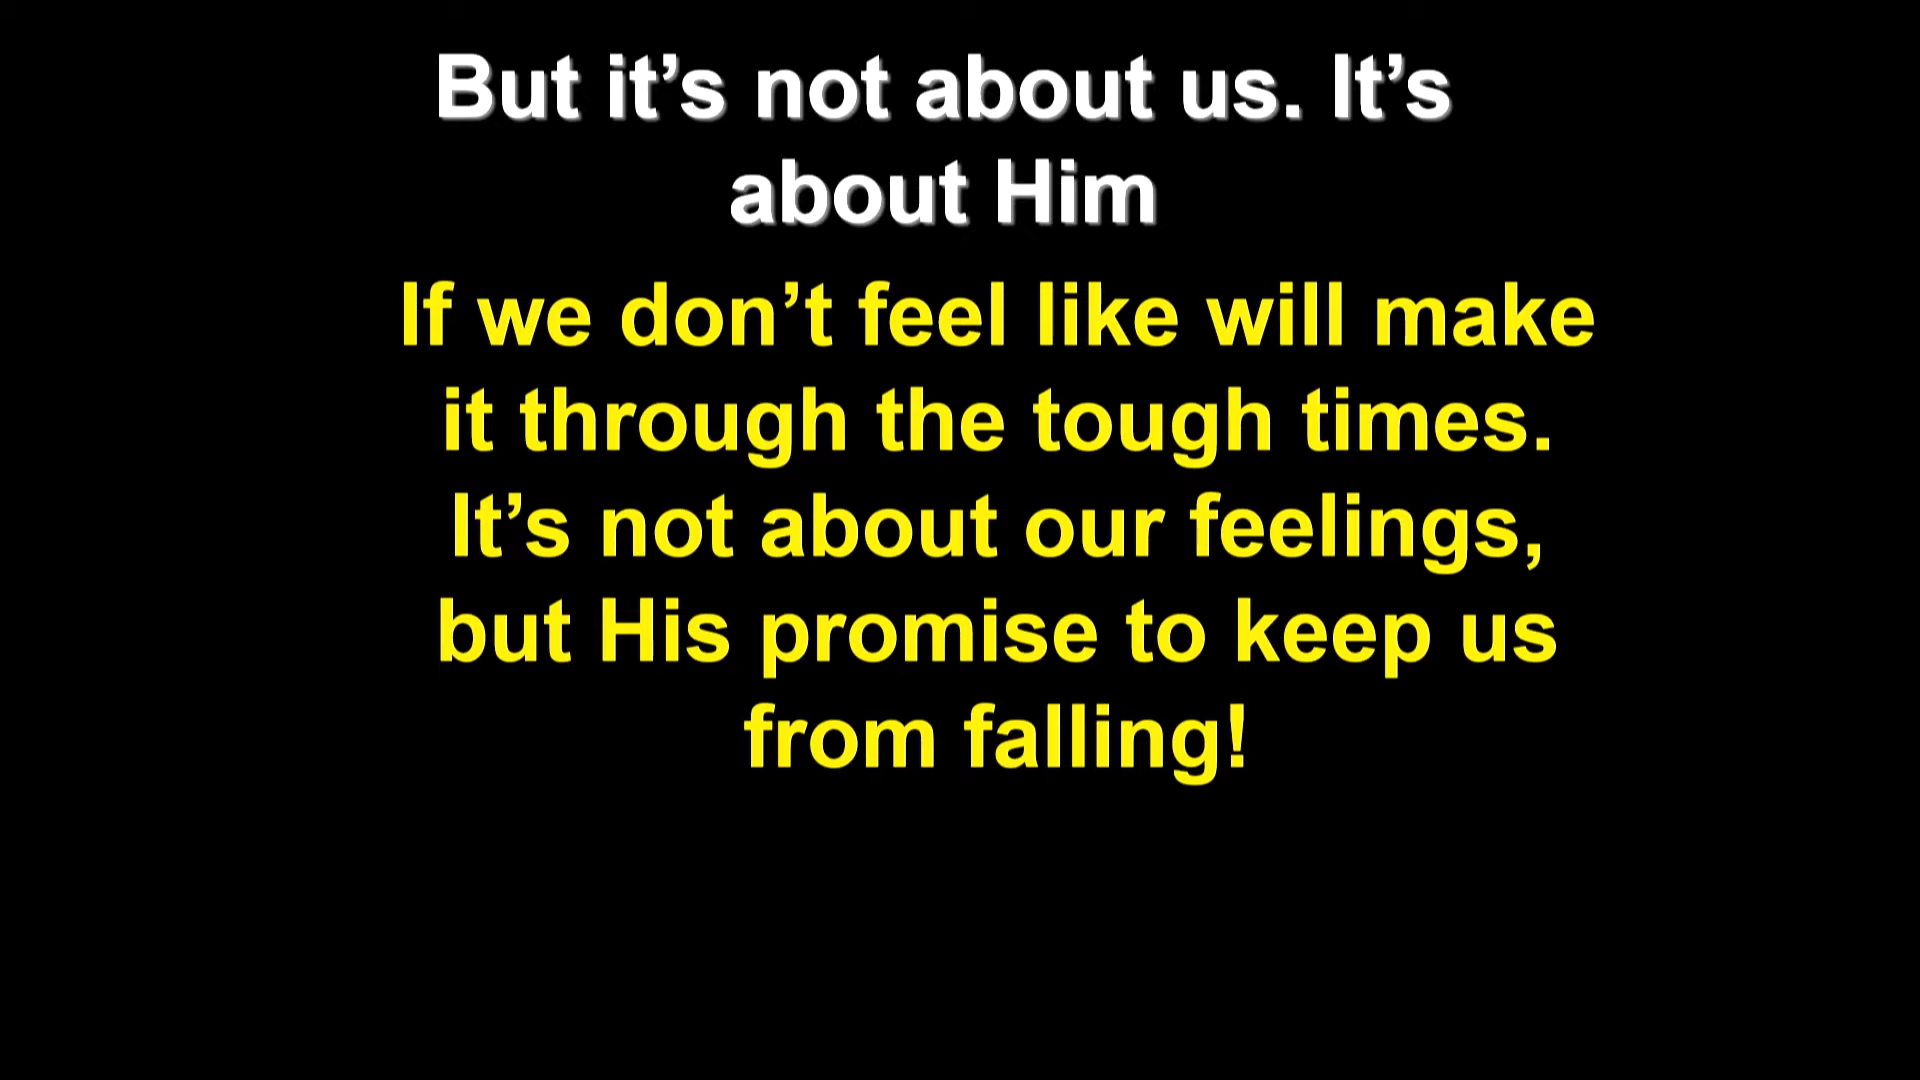 But it’s not about us. It’s
about Him
If we don’t feel like will make
it through the tough times.
It’s not about our feelings,
but His promise to keep us
from falling!